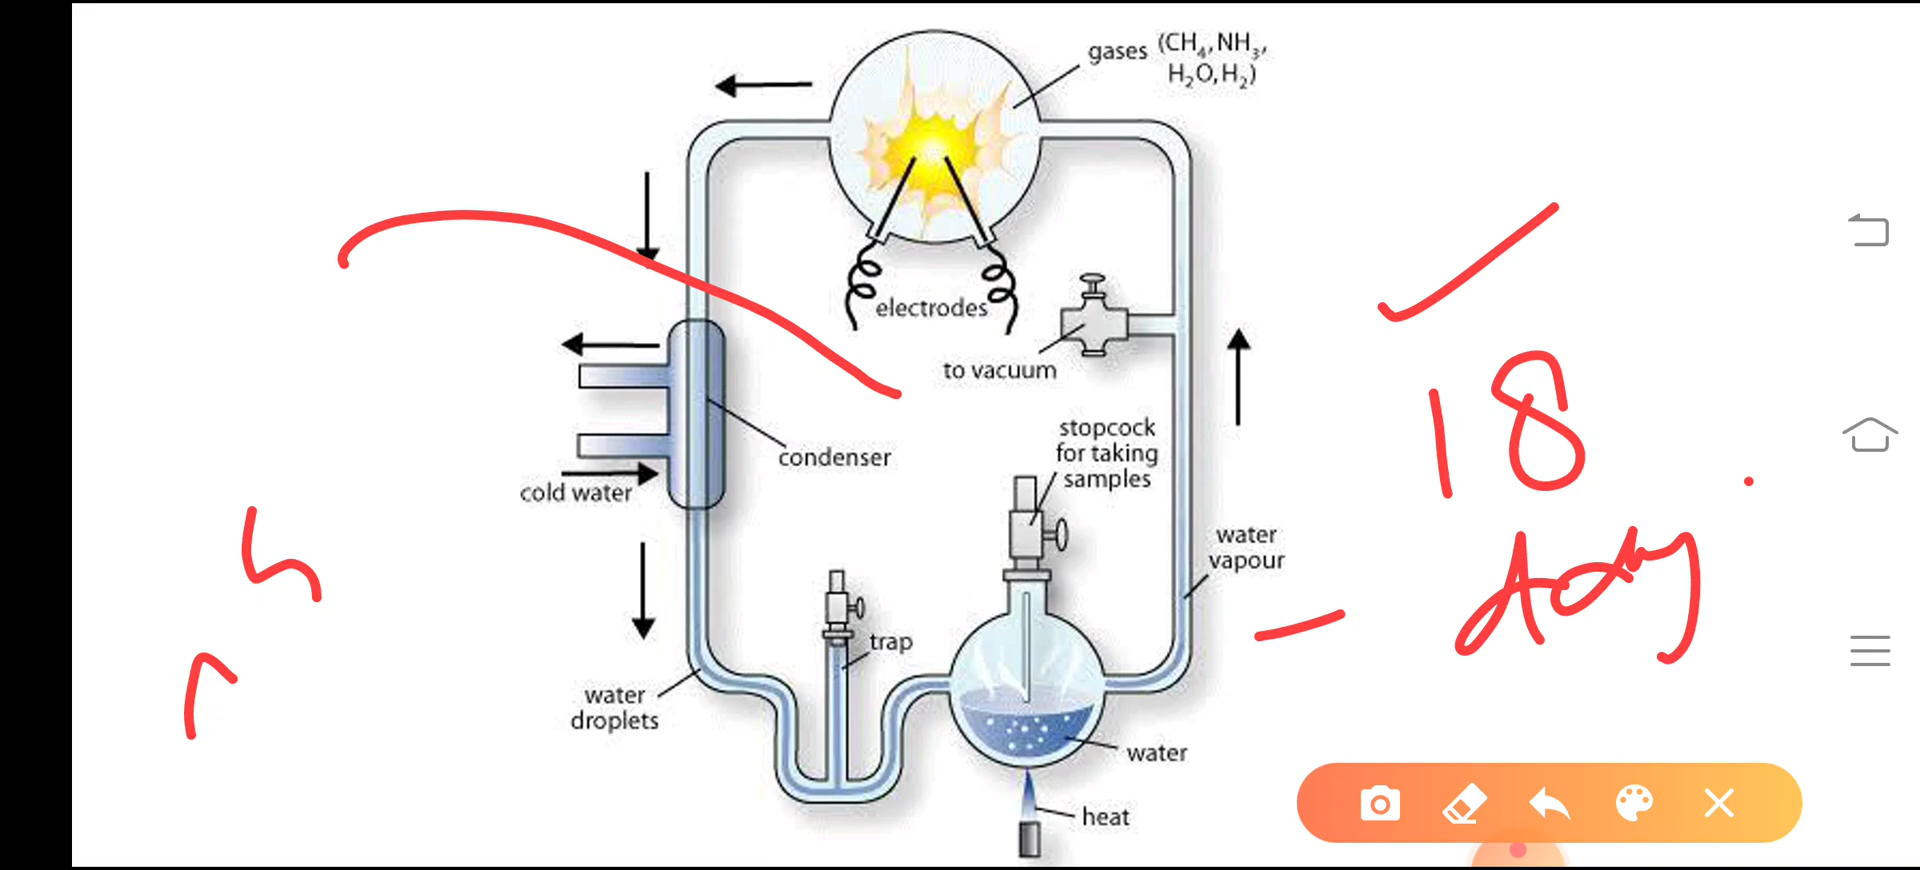 gases (CH₄, NH₃,
H₂O, H₂)
electrodes
to vacuum
stopcock
for taking
samples
condenser
cold water
18
water
vapour
trap
water
droplets
water
heat